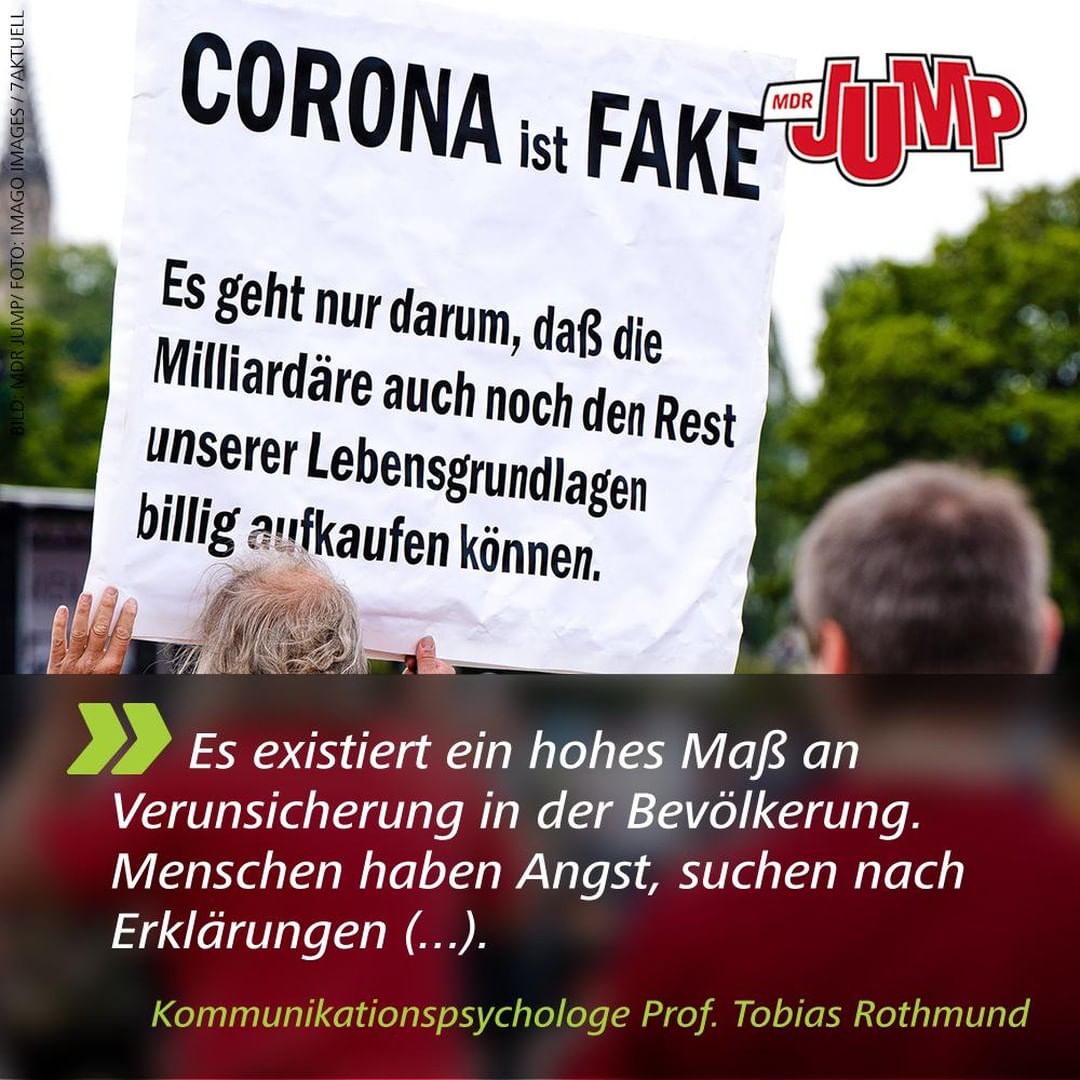 CORONA ist FAKE
Es geht nur darum, daß die
Milliardäre auch noch den Rest
unserer Lebensgrundlagen
billig aufkaufen können.
MDR JUMP
BILD: MDR JUMP/ FOTO: IMAGO IMAGES / 7AKTUELL
Es existiert ein hohes Maß an
Verunsicherung in der Bevölkerung.
Menschen haben Angst, suchen nach
Erklärungen (...).
Kommunikationspsychologe Prof. Tobias Rothmund